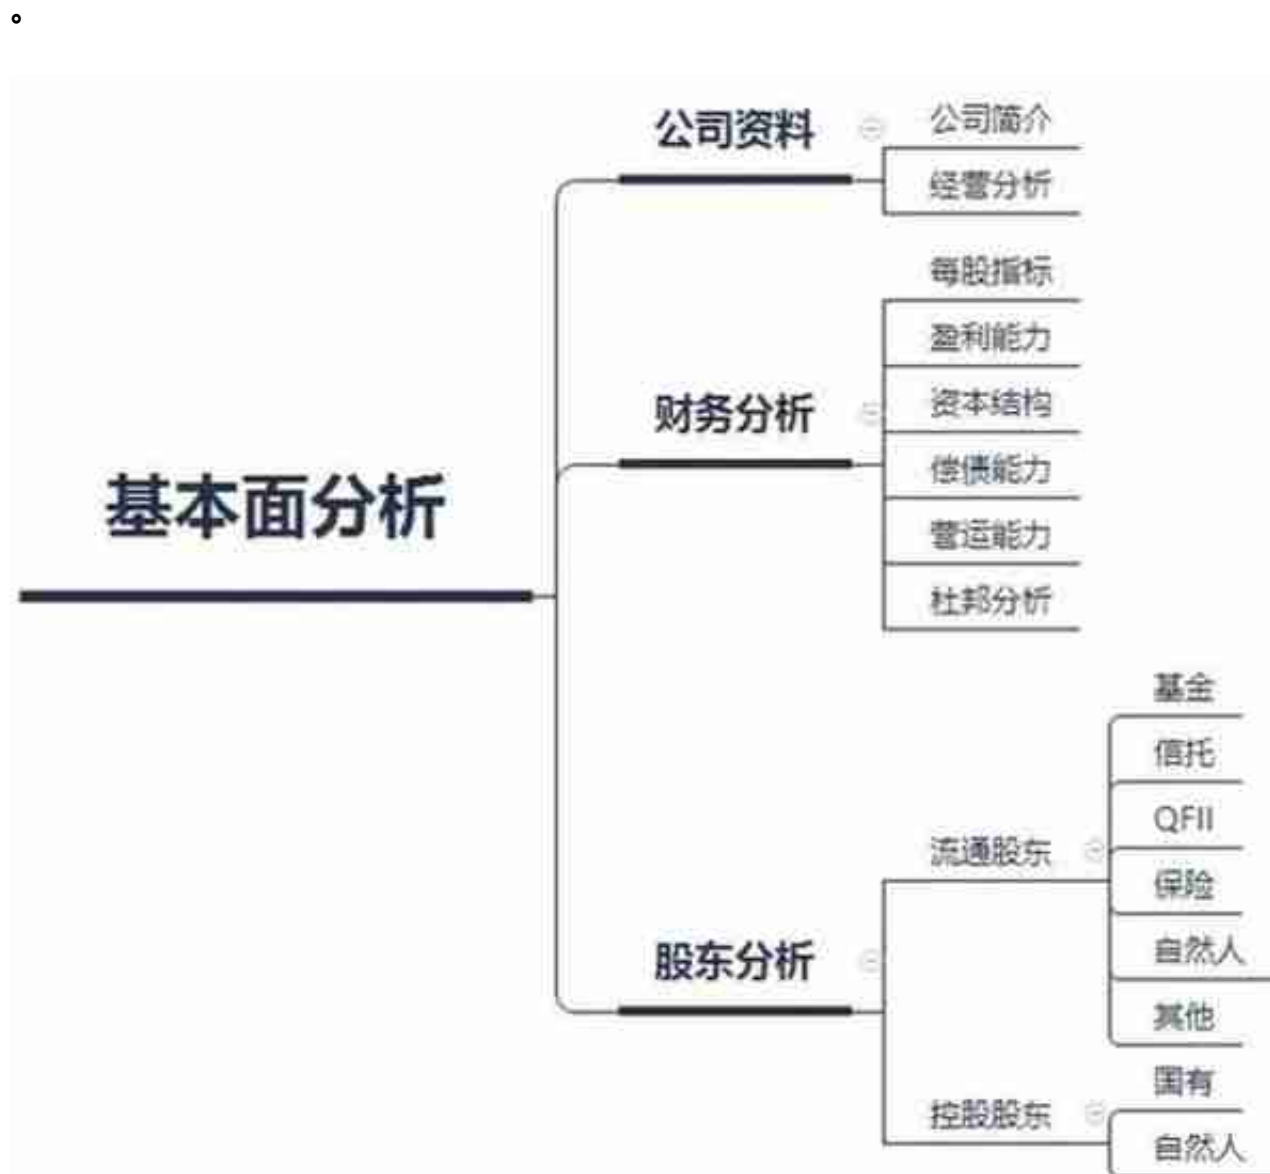 。
基本面分析
公司资料
公司简介
经营分析
财务分析
每股指标
盈利能力
资本结构
偿债能力
营运能力
杜邦分析
股东分析
流通股东
基金
信托
QFII
保险
自然人
其他
控股股东
国有
自然人